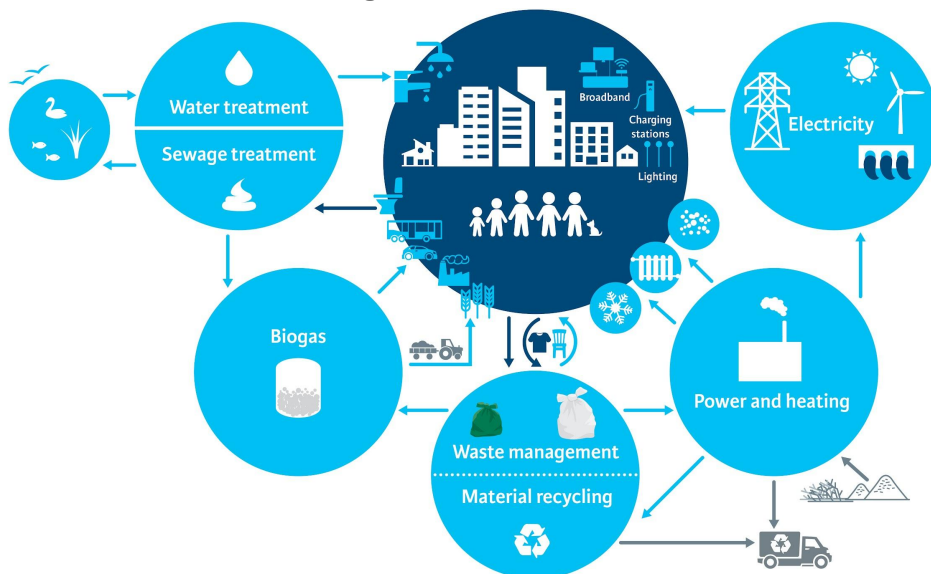 Water treatment
Sewage treatment
Broadband
Charging
stations
Lighting
Electricity
Biogas
Power and heating
Waste management
Material recycling